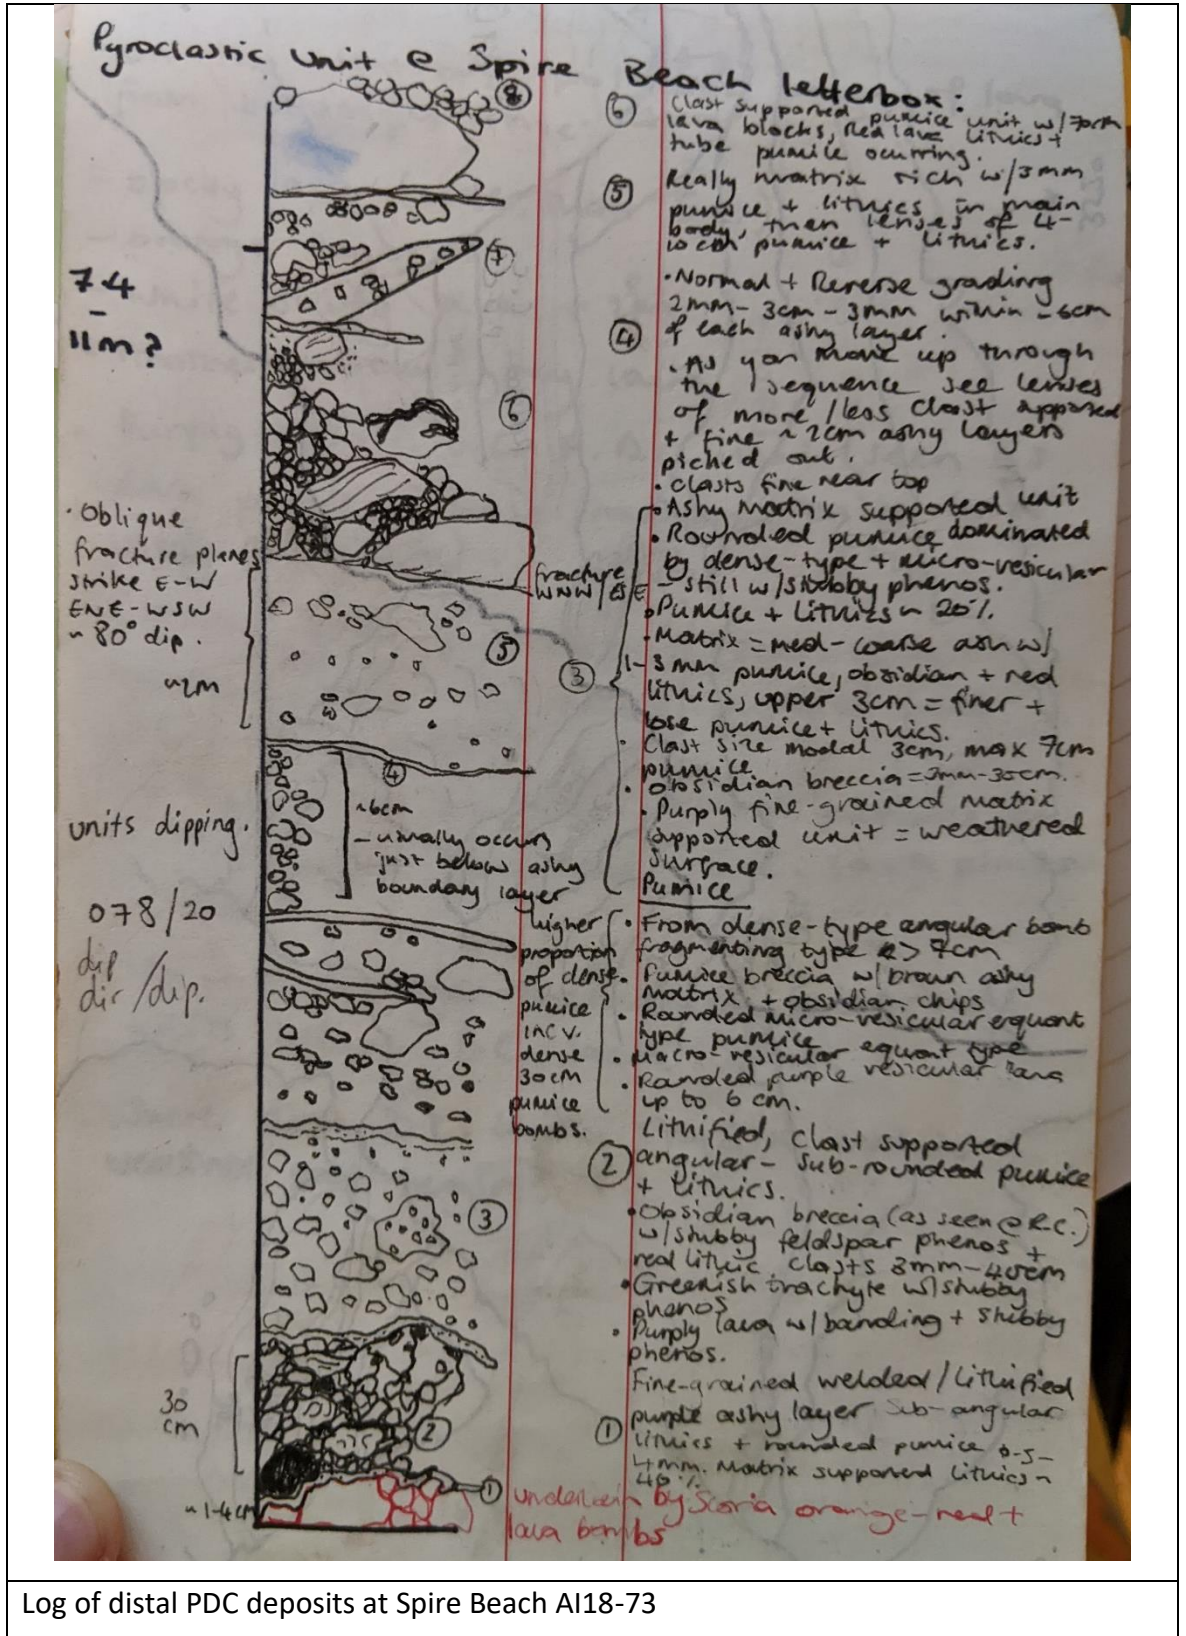 Pyroclastic unit @ Spire Beach letterbox:
⑧
⑥ Clast supported pumice unit w/ 70cm
lava blocks, Red lava lithics +
tube pumice ocurring.
⑤ Really matrix rich w/ 3mm
pumice + lithics in main
body, then lenses of 4-
10cm pumice + lithics.
⑦
74
-
11m?
• Normal + Reverse grading
2mm - 3cm - 3mm within ~6cm
of each ashy layer.
④
• As you move up through
the sequence see lenses
of more / less clast supported
+ fine ~2cm ashy layers
piched out.
• clasts fine near top
⑥
• Oblique
fracture planes
strike E-W
ENE-WSW
~80° dip.
~2m
fracture
WNW/ESE
⑤
③
• Ashy matrix supported unit
• Rounded pumice dominated
by dense-type + micro-vesicular
- still w/ stubby phenos.
• Pumice + Lithics ~ 20%
• Matrix = med-coarse ash w/
1-3mm pumice, obsidian + red
lithics, upper 3cm = finer +
lose pumice + lithics.
• Clast size modal 3cm, max 7cm
pumice
• obsidian breccia = 3mm-30cm.
• Purply fine-grained matrix
supported unit = weathered
surface.
④
~6cm
- usually occurs
just below ashy
boundary layer
units dipping.
078/20
dip
dir /dip.
Pumice
higher
proportion
of dense
pumice
inc v.
dense
30cm
pumice
bombs.
• From dense-type angular bomb
fragmenting type > 7cm
• Pumice breccia w/ brown ashy
matrix + obsidian chips
• Rounded micro-vesicular equant
type pumice
• Macro-vesicular equant type
• Rounded purple vesicular lava
up to 6 cm.
③
② Lithified, clast supported
angular - sub-rounded pumice
+ lithics.
• Obsidian breccia (as seen @ R.C.)
w/ stubby feldspar phenos +
red lithic clasts 3mm-40cm
• Greenish trachyte w/ stubby
phenos
• Purply lava w/ banding + stubby
phenos.
30
cm
②
① Fine-grained welded / Lithified
purple ashy layer sub-angular
lithics + rounded pumice 0.5-
4mm. Matrix supported lithics ~
40%
~1-4cm
①
underlain by scoria orange-red +
lava bombs
Log of distal PDC deposits at Spire Beach AI18-73